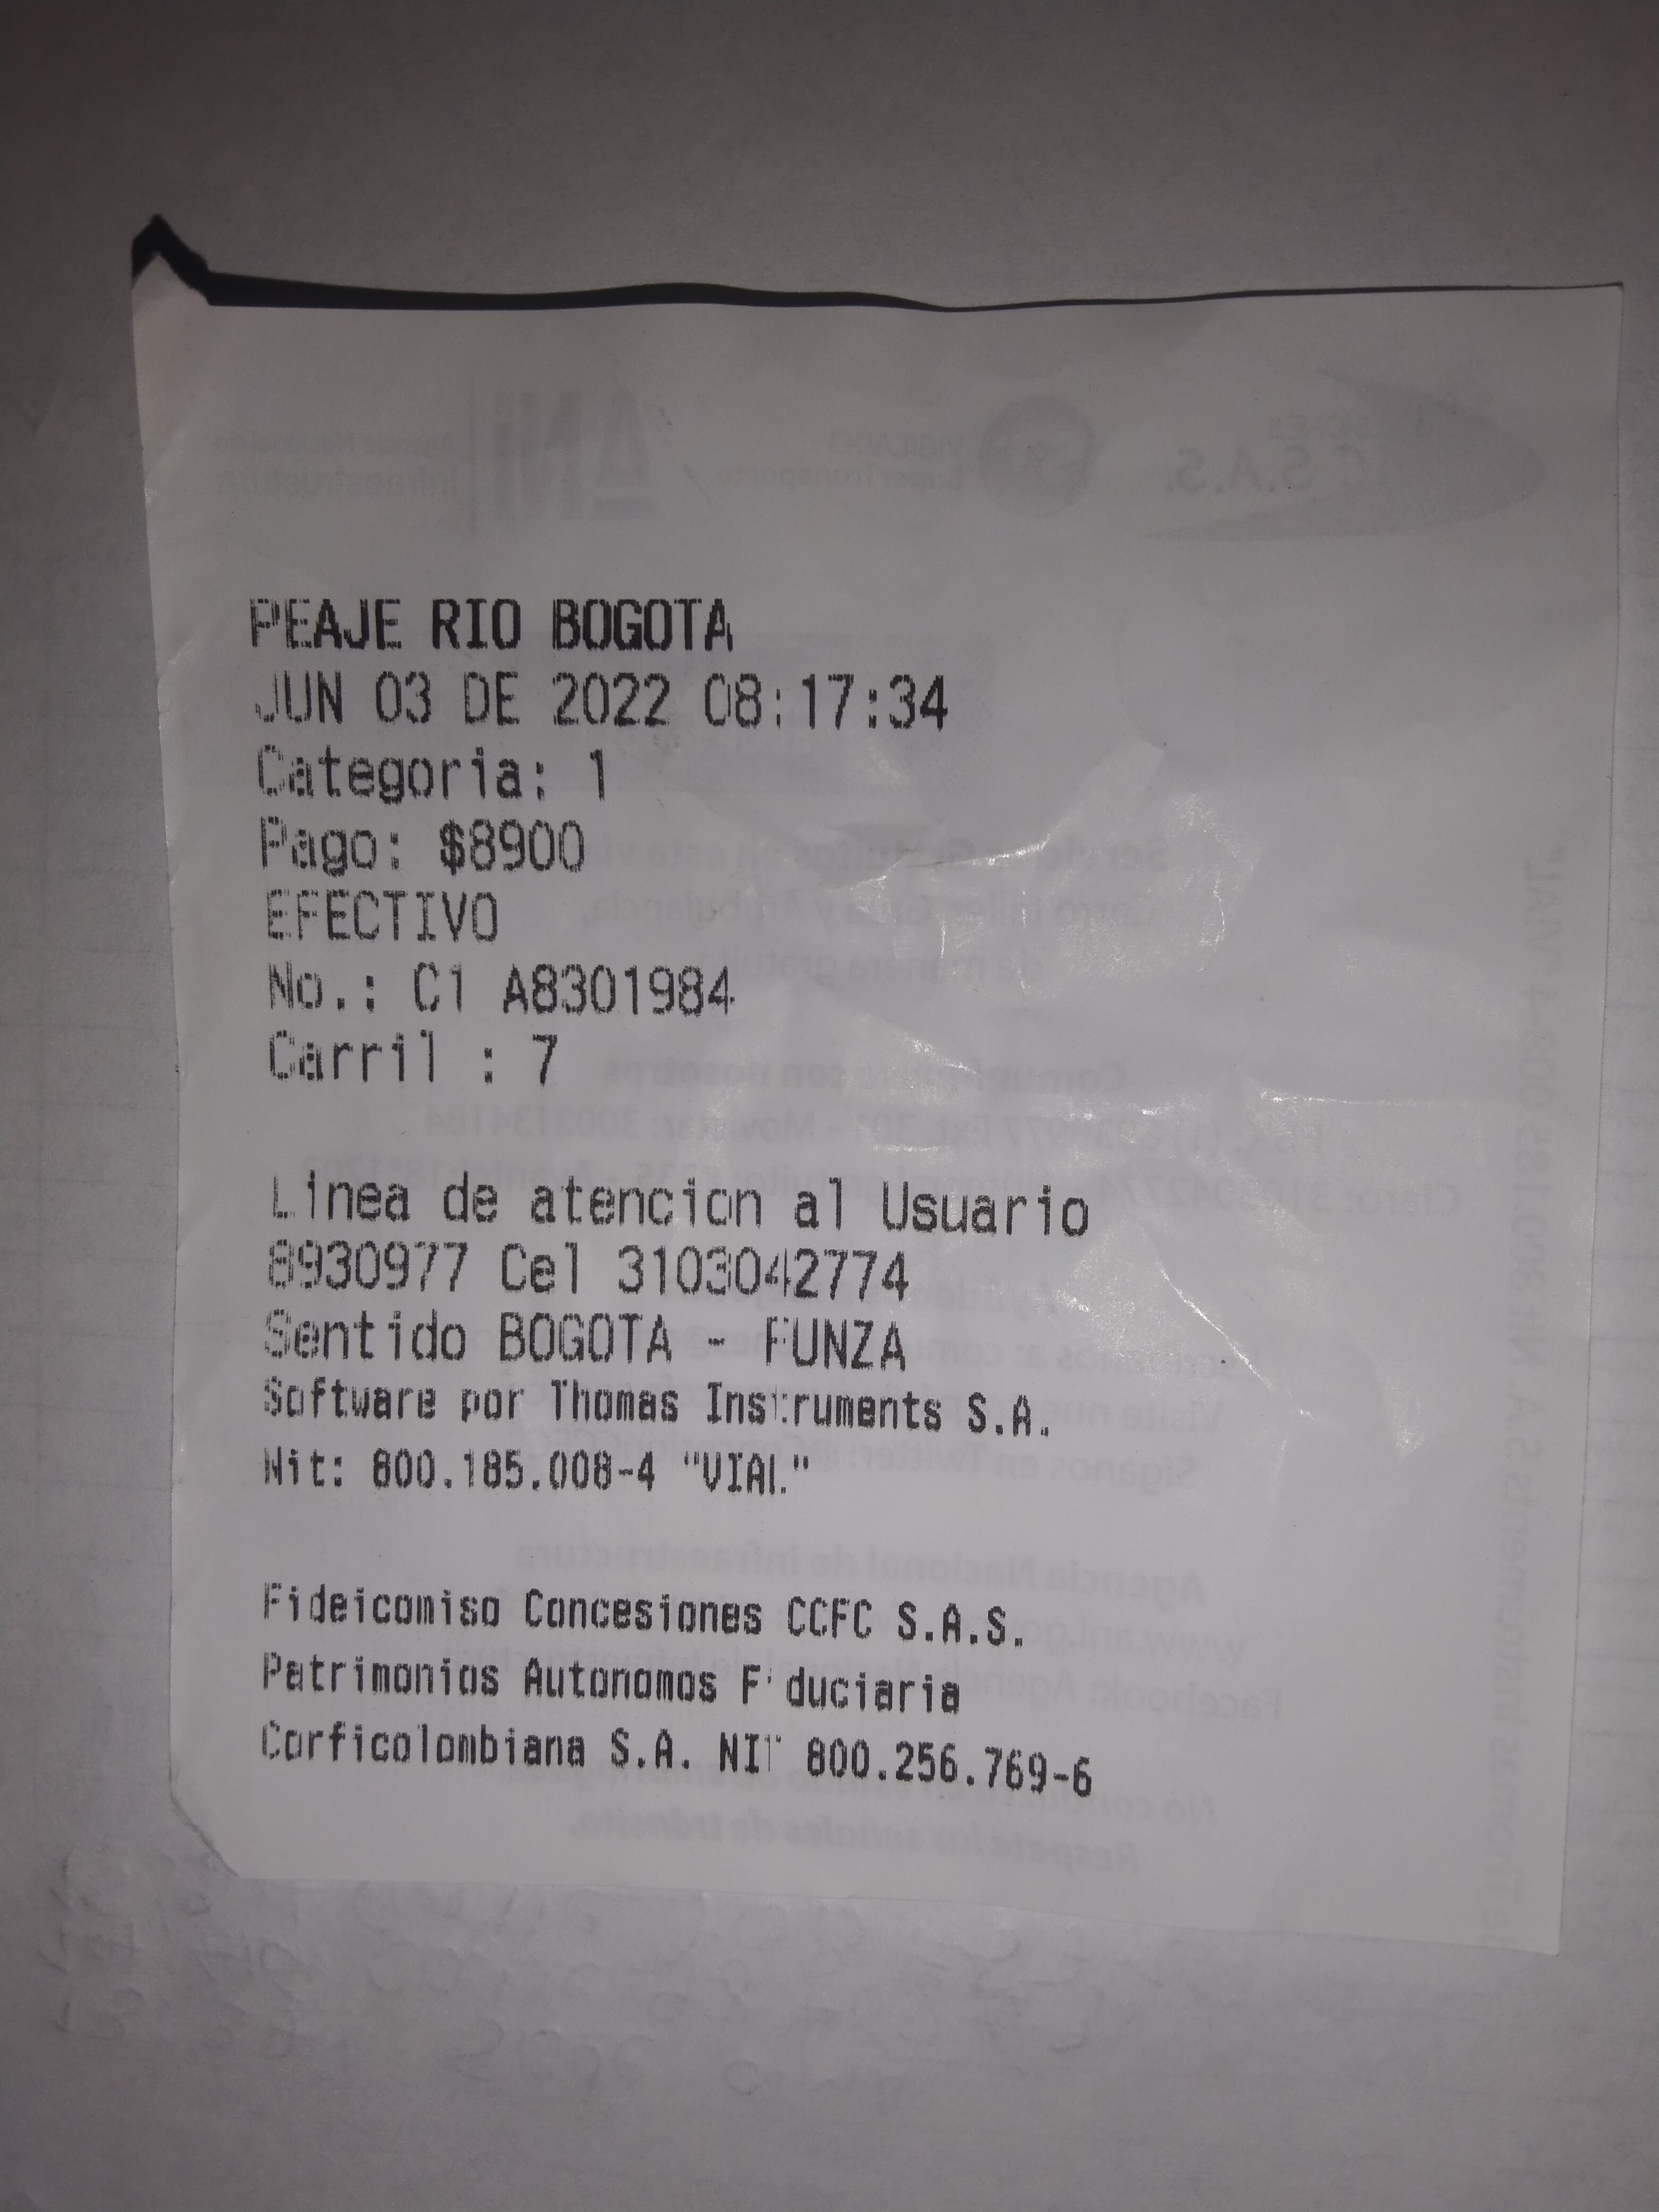 PEAJE RIO BOGOTA
JUN 03 DE 2022 08:17:34
Categoria: 1
Pago: $8900
EFECTIVO
No.: C1 A8301984
Carril : 7
Linea de atencion al Usuario
8930977 Cel 3103042774
Sentido BOGOTA - FUNZA
Software por Thomas Instruments S.A.
Nit: 800.185.008-4 "VIAL"
Fideicomiso Concesiones CCFC S.A.S.
Patrimonios Autonomos Fiduciaria
Corficolombiana S.A. NIT 800.256.769-6